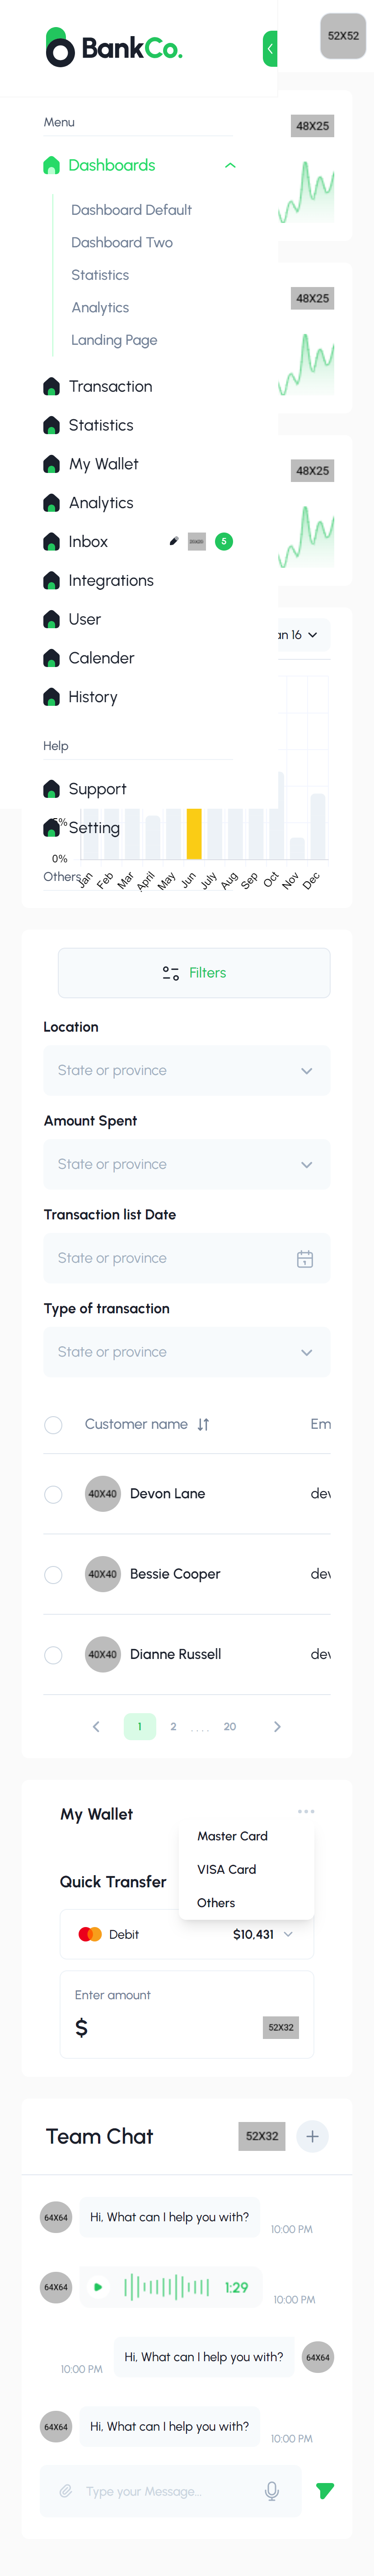 BankCo.
52X52
Menu
48X25
Dashboards
Dashboard Default
Dashboard Two
Statistics
48X25
Analytics
Landing Page
Transaction
Statistics
My Wallet
48X25
Analytics
Inbox
5
Integrations
User
an 16
Calender
History
Help
Support
5%
Setting
0%
Others
Jan Feb Mar April May Jun July Aug Sep Oct Nov Dec
Filters
Location
State or province
Amount Spent
State or province
Transaction list Date
State or province
Type of transaction
State or province
Customer name Em
40X40 Devon Lane dev
40X40 Bessie Cooper dev
40X40 Dianne Russell dev
1 2 .... 20
My Wallet
Master Card
VISA Card
Quick Transfer
Others
Debit $10,431
Enter amount
$ 52X32
Team Chat 52X32
64X64 Hi, What can I help you with?
10:00 PM
64X64 1:29
10:00 PM
Hi, What can I help you with? 64X64
10:00 PM
64X64 Hi, What can I help you with?
10:00 PM
Type your Message...